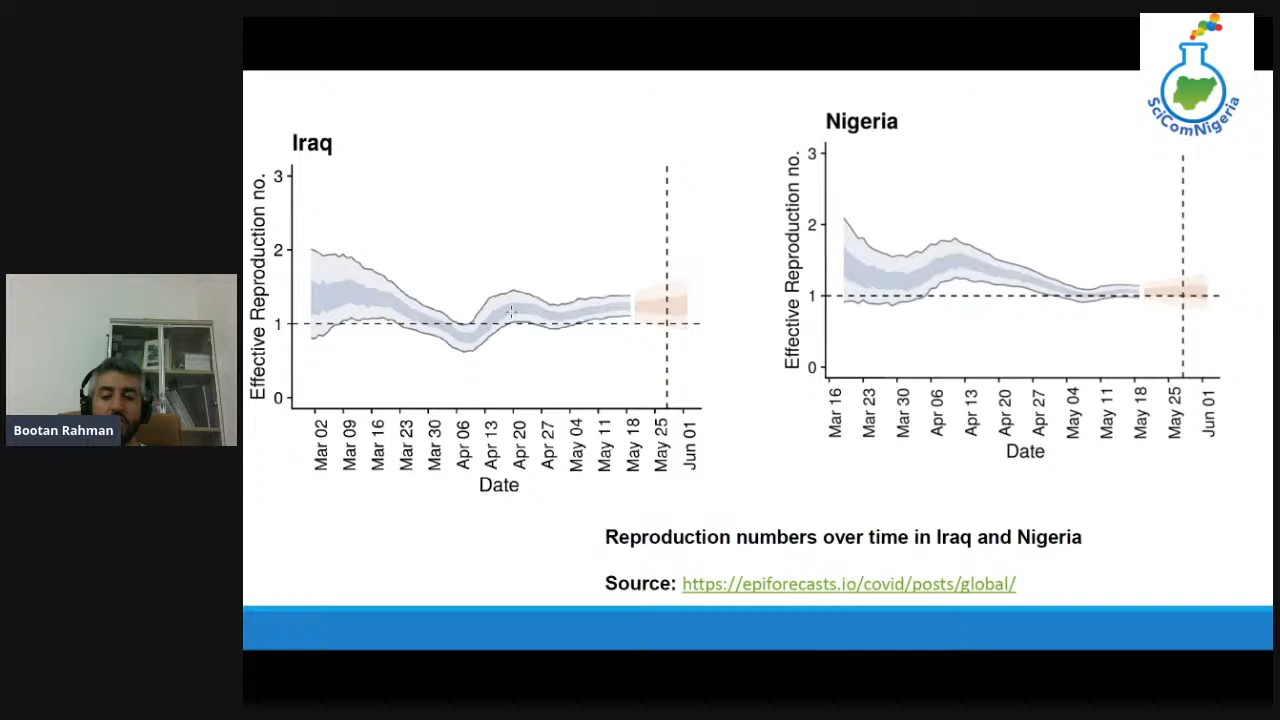 SciComNigeria
Iraq
Effective Reproduction no.
3
2
1
0
Mar 02
Mar 09
Mar 16
Mar 23
Mar 30
Apr 06
Apr 13
Apr 20
Apr 27
May 04
May 11
May 18
May 25
Jun 01
Date
Nigeria
Effective Reproduction no.
3
2
1
0
Mar 16
Mar 23
Mar 30
Apr 06
Apr 13
Apr 20
Apr 27
May 04
May 11
May 18
May 25
Jun 01
Date
Bootan Rahman
Reproduction numbers over time in Iraq and Nigeria
Source: https://epiforecasts.io/covid/posts/global/